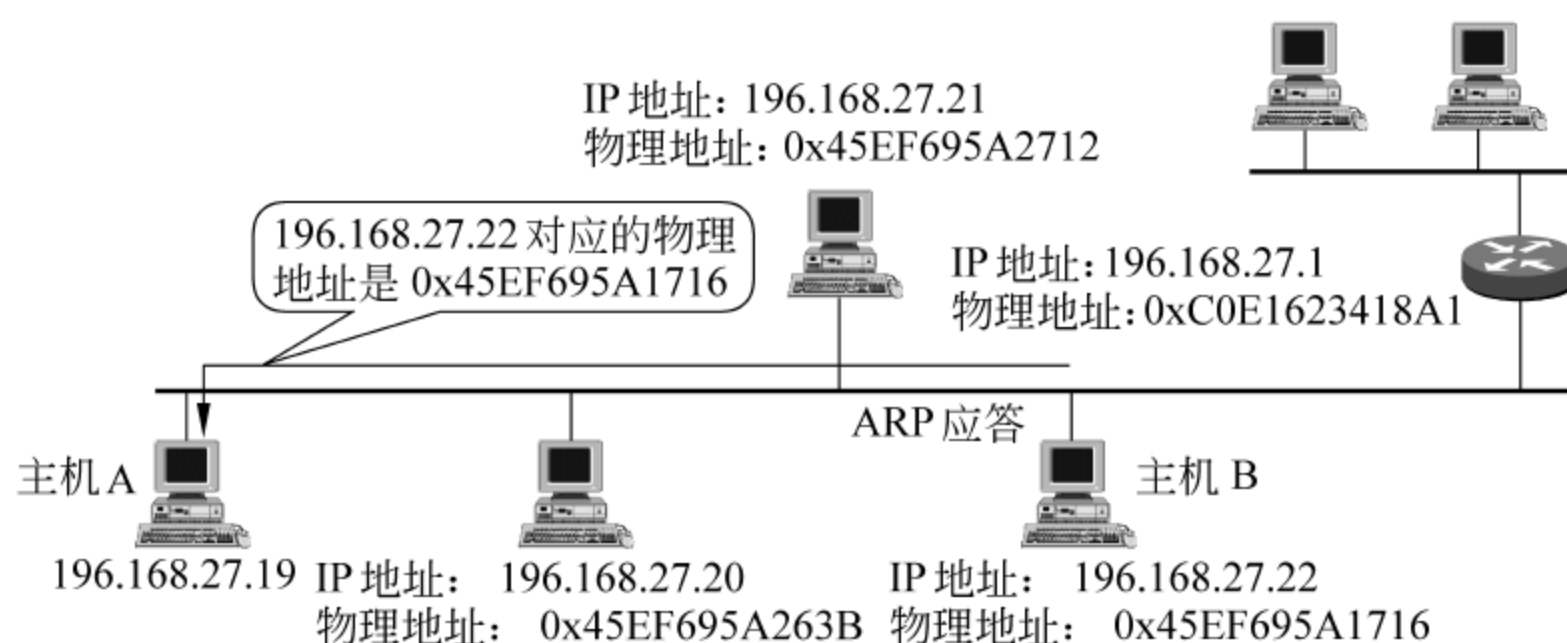 IP 地址：196.168.27.21
物理地址：0x45EF695A2712
196.168.27.22 对应的物理
地址是 0x45EF695A1716
IP 地址：196.168.27.1
物理地址：0xC0E1623418A1
ARP 应答
主机 A
主机 B
196.168.27.19
IP 地址： 196.168.27.20
物理地址： 0x45EF695A263B
IP 地址： 196.168.27.22
物理地址： 0x45EF695A1716